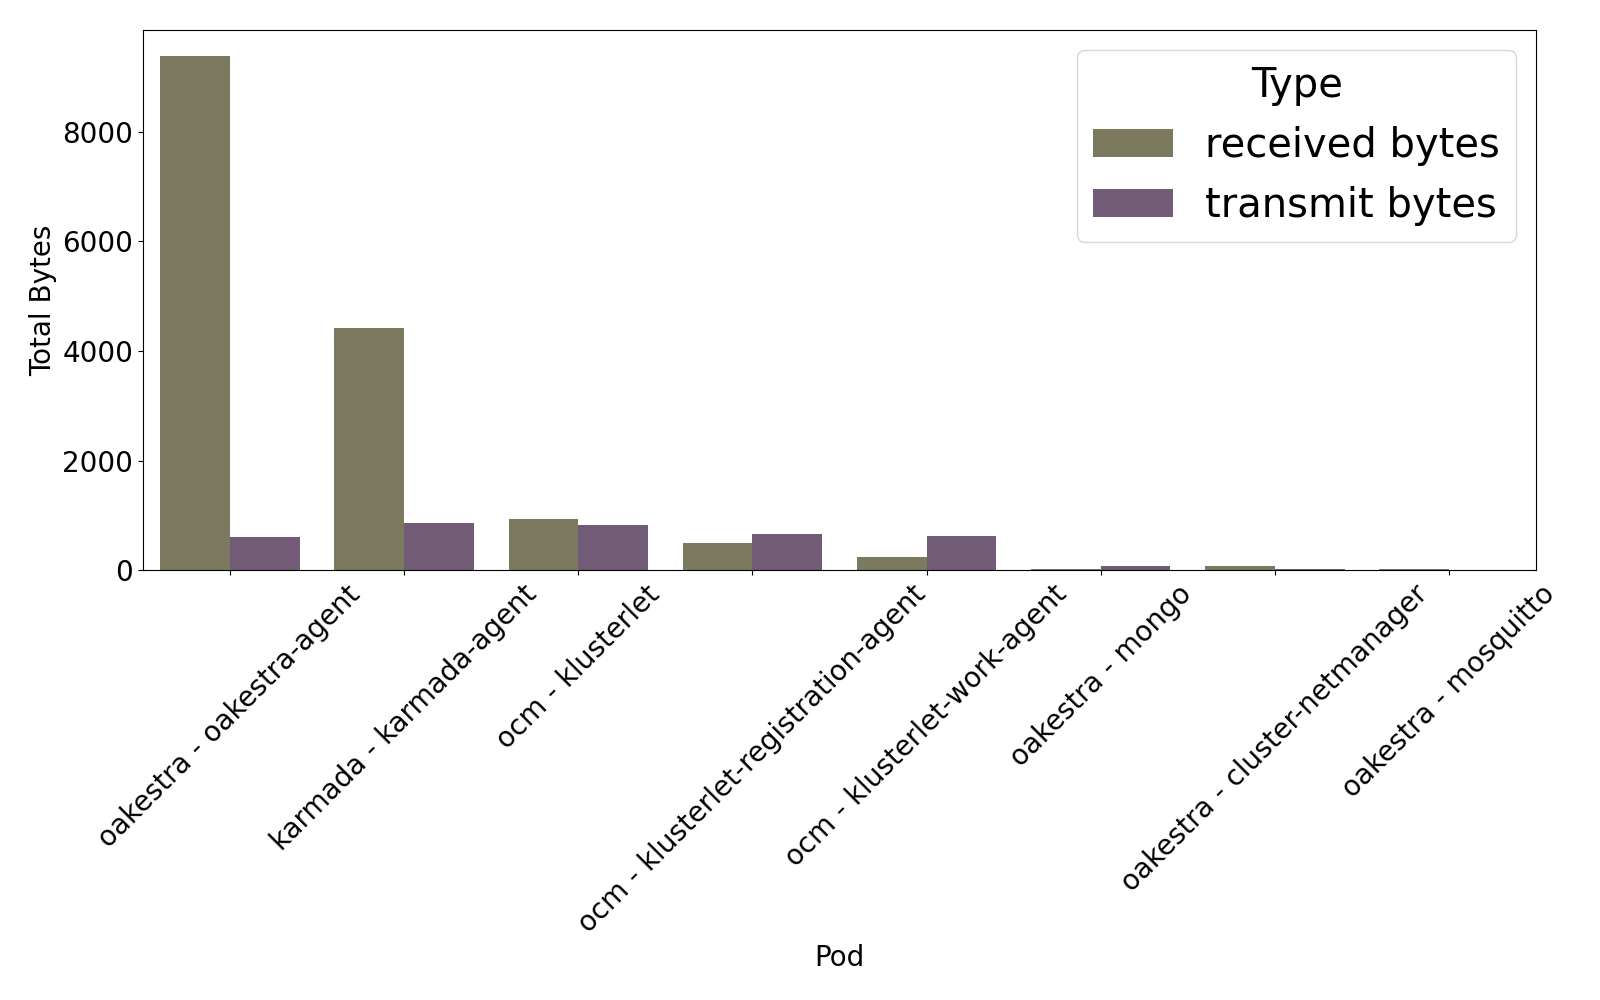 Type
received bytes
transmit bytes
Total Bytes
8000
6000
4000
2000
0
oakestra - oakestra-agent
karmada - karmada-agent
ocm - klusterlet
ocm - klusterlet-registration-agent
ocm - klusterlet-work-agent
oakestra - mongo
oakestra - cluster-netmanager
oakestra - mosquitto
Pod